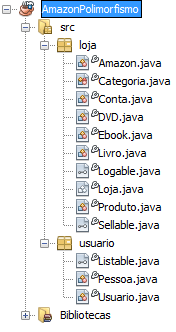 AmazonPolimorfismo
src
loja
Amazon.java
Categoria.java
Conta.java
DVD.java
Ebook.java
Livro.java
Logable.java
Loja.java
Produto.java
Sellable.java
usuario
Listable.java
Pessoa.java
Usuario.java
Bibliotecas